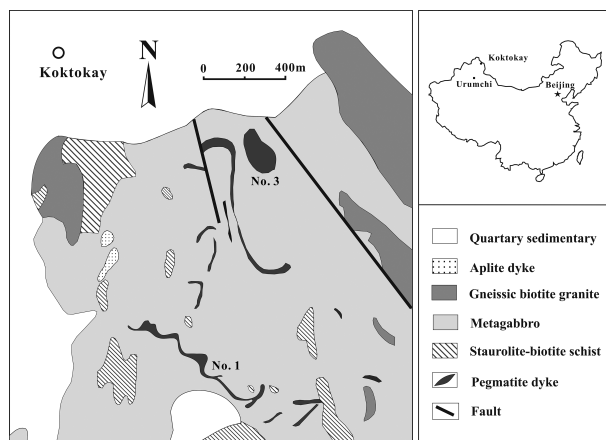 Koktokay
N
0 200 400m
No. 3
No. 1
Koktokay
Urumchi
Beijing
Quartary sedimentary
Aplite dyke
Gneissic biotite granite
Metagabbro
Staurolite-biotite schist
Pegmatite dyke
Fault